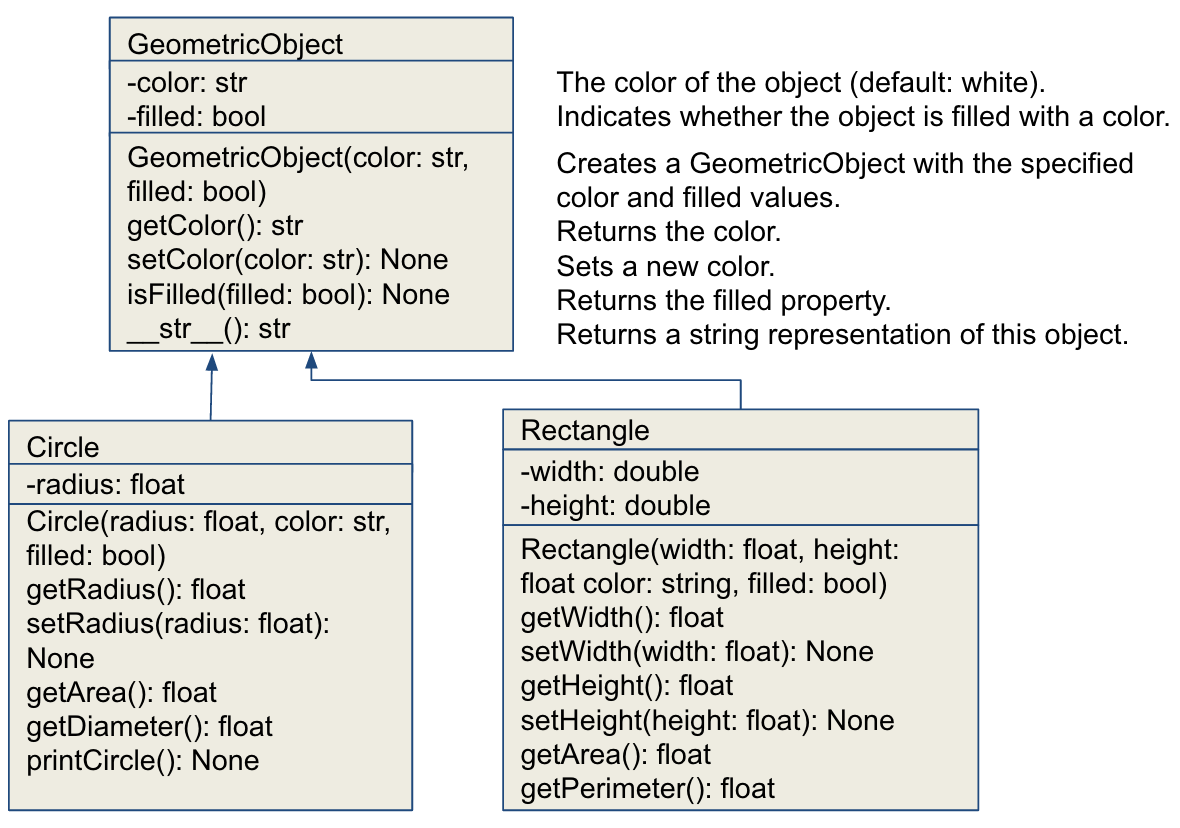 GeometricObject
-color: str
-filled: bool
GeometricObject(color: str,
filled: bool)
getColor(): str
setColor(color: str): None
isFilled(filled: bool): None
__str__(): str
The color of the object (default: white).
Indicates whether the object is filled with a color.
Creates a GeometricObject with the specified
color and filled values.
Returns the color.
Sets a new color.
Returns the filled property.
Returns a string representation of this object.
Circle
-radius: float
Circle(radius: float, color: str,
filled: bool)
getRadius(): float
setRadius(radius: float):
None
getArea(): float
getDiameter(): float
printCircle(): None
Rectangle
-width: double
-height: double
Rectangle(width: float, height:
float color: string, filled: bool)
getWidth(): float
setWidth(width: float): None
getHeight(): float
setHeight(height: float): None
getArea(): float
getPerimeter(): float